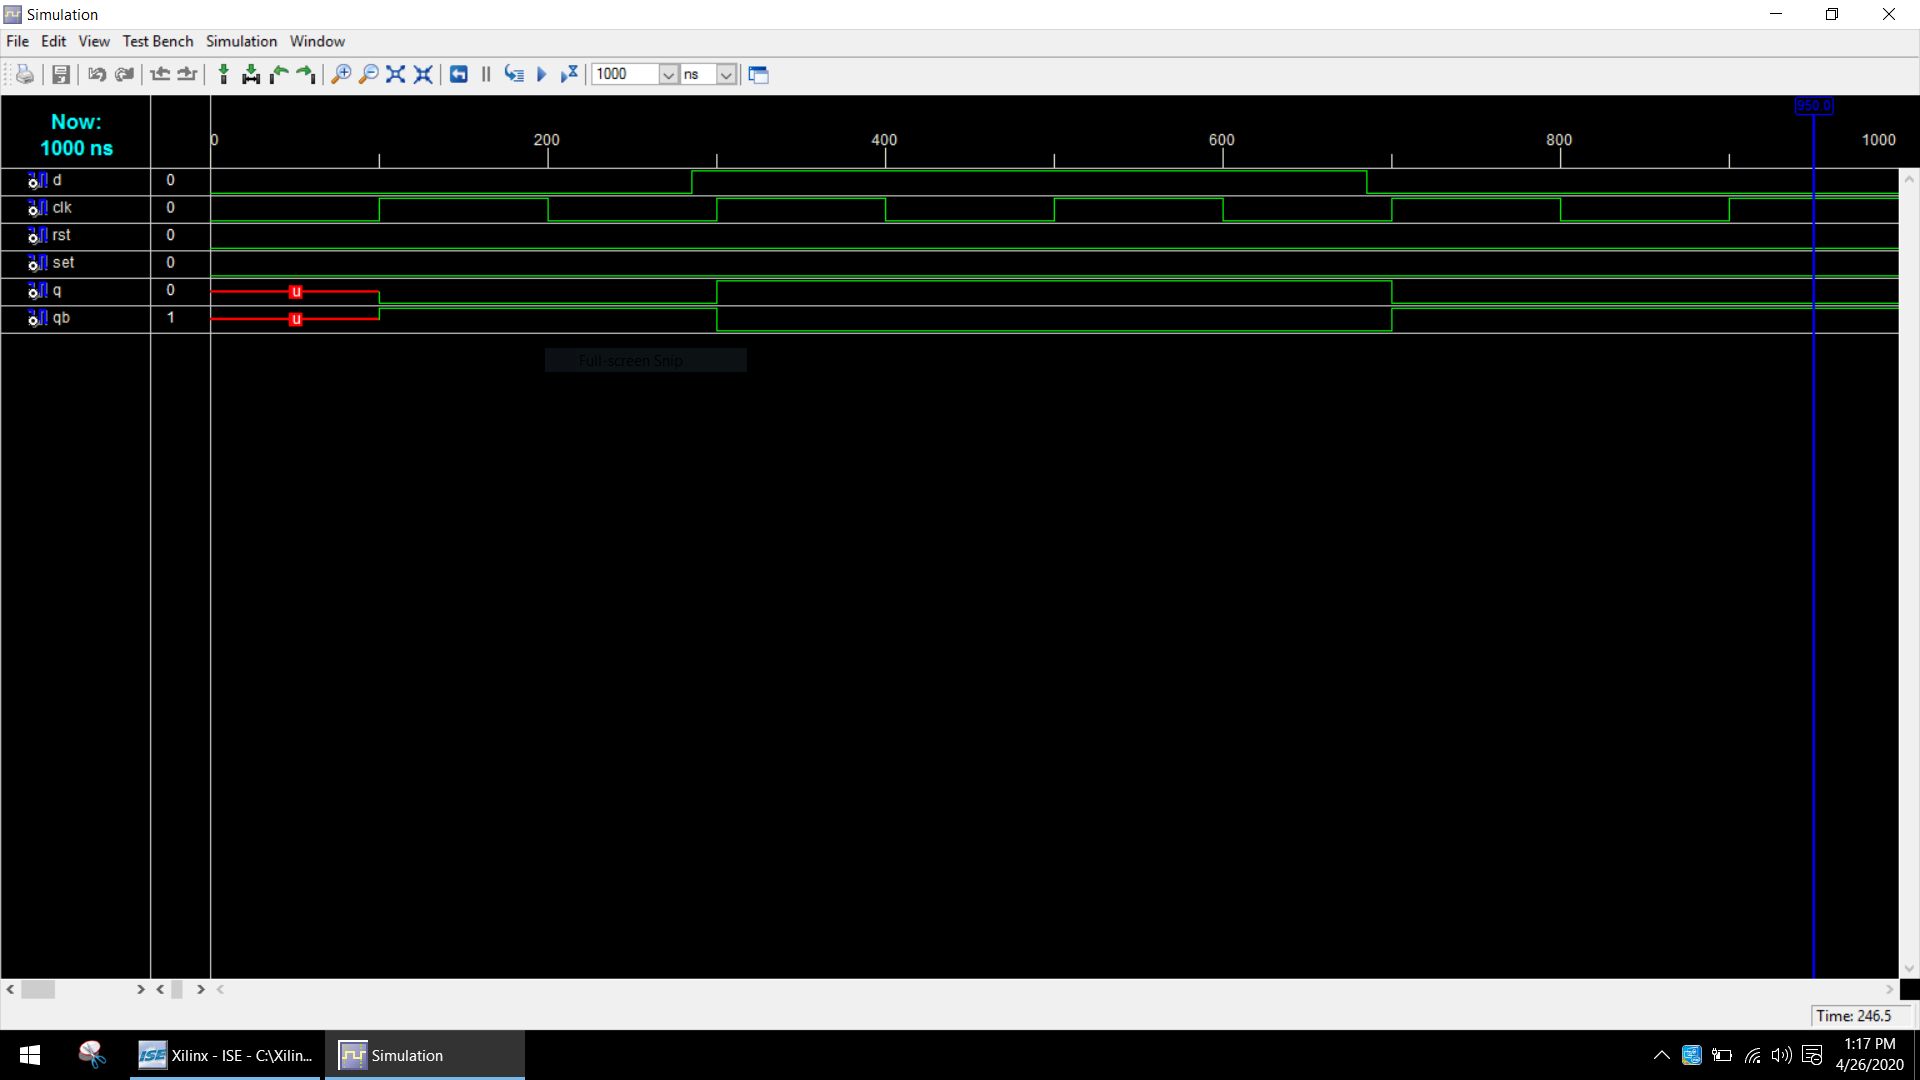 Simulation
File Edit View Test Bench Simulation Window
1000 ns
950.0
Now:
1000 ns
0 200 400 600 800 1000
d 0
clk 0
rst 0
set 0
q 0 u
qb 1 u
Full-screen Snip
Time: 246.5
ISE Xilinx - ISE - C:\Xilin... Simulation
1:17 PM
4/26/2020